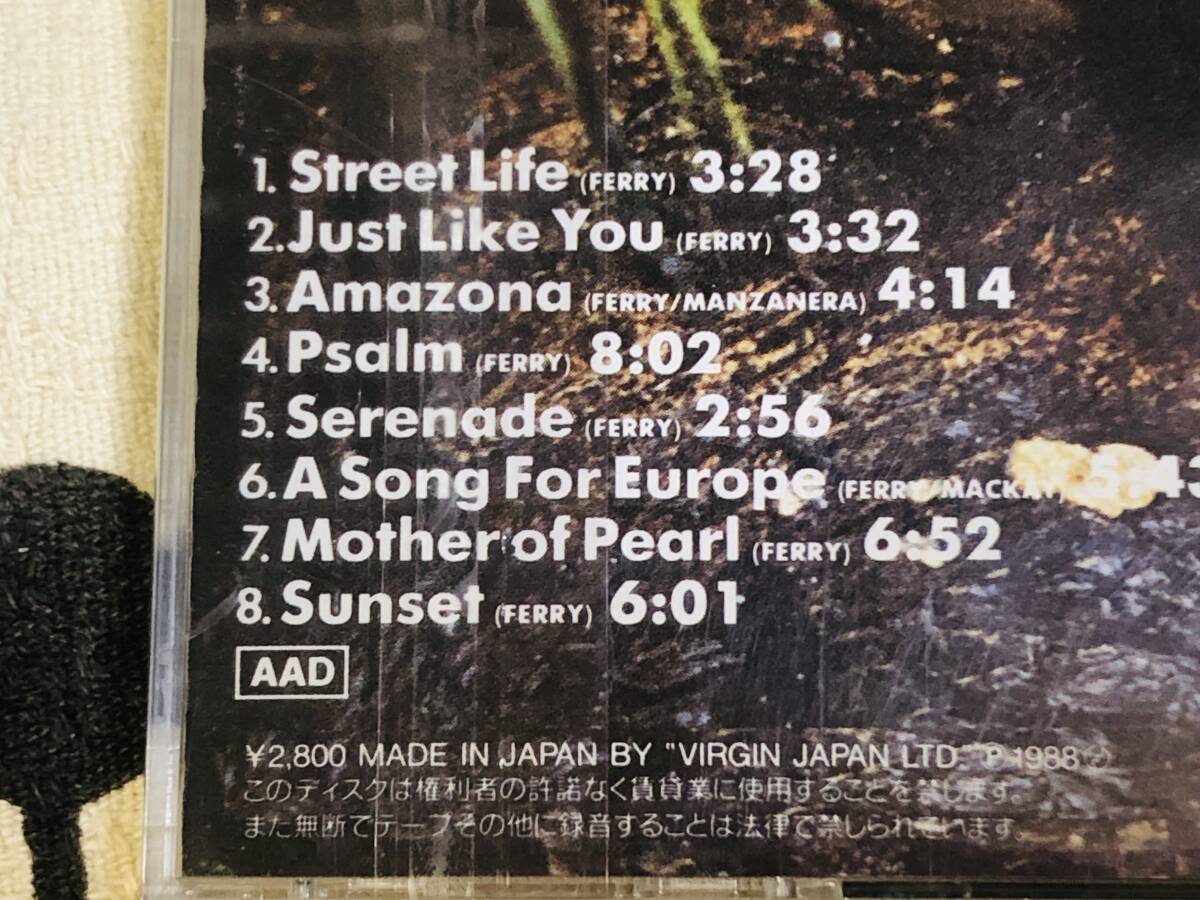 1. Street Life (FERRY) 3:28
2. Just Like You (FERRY) 3:32
3. Amazona (FERRY/MANZANERA) 4:14
4. Psalm (FERRY) 8:02
5. Serenade (FERRY) 2:56
6. A Song For Europe (FERRY/MACKAY) 5:43
7. Mother of Pearl (FERRY) 6:52
8. Sunset (FERRY) 6:01
AAD
¥2,800 MADE IN JAPAN BY "VIRGIN JAPAN LTD." P.1988
このディスクは権利者の許諾なく賃貸業に使用することを禁じます。
また無断でテープその他に録音することは法律で禁じられています。